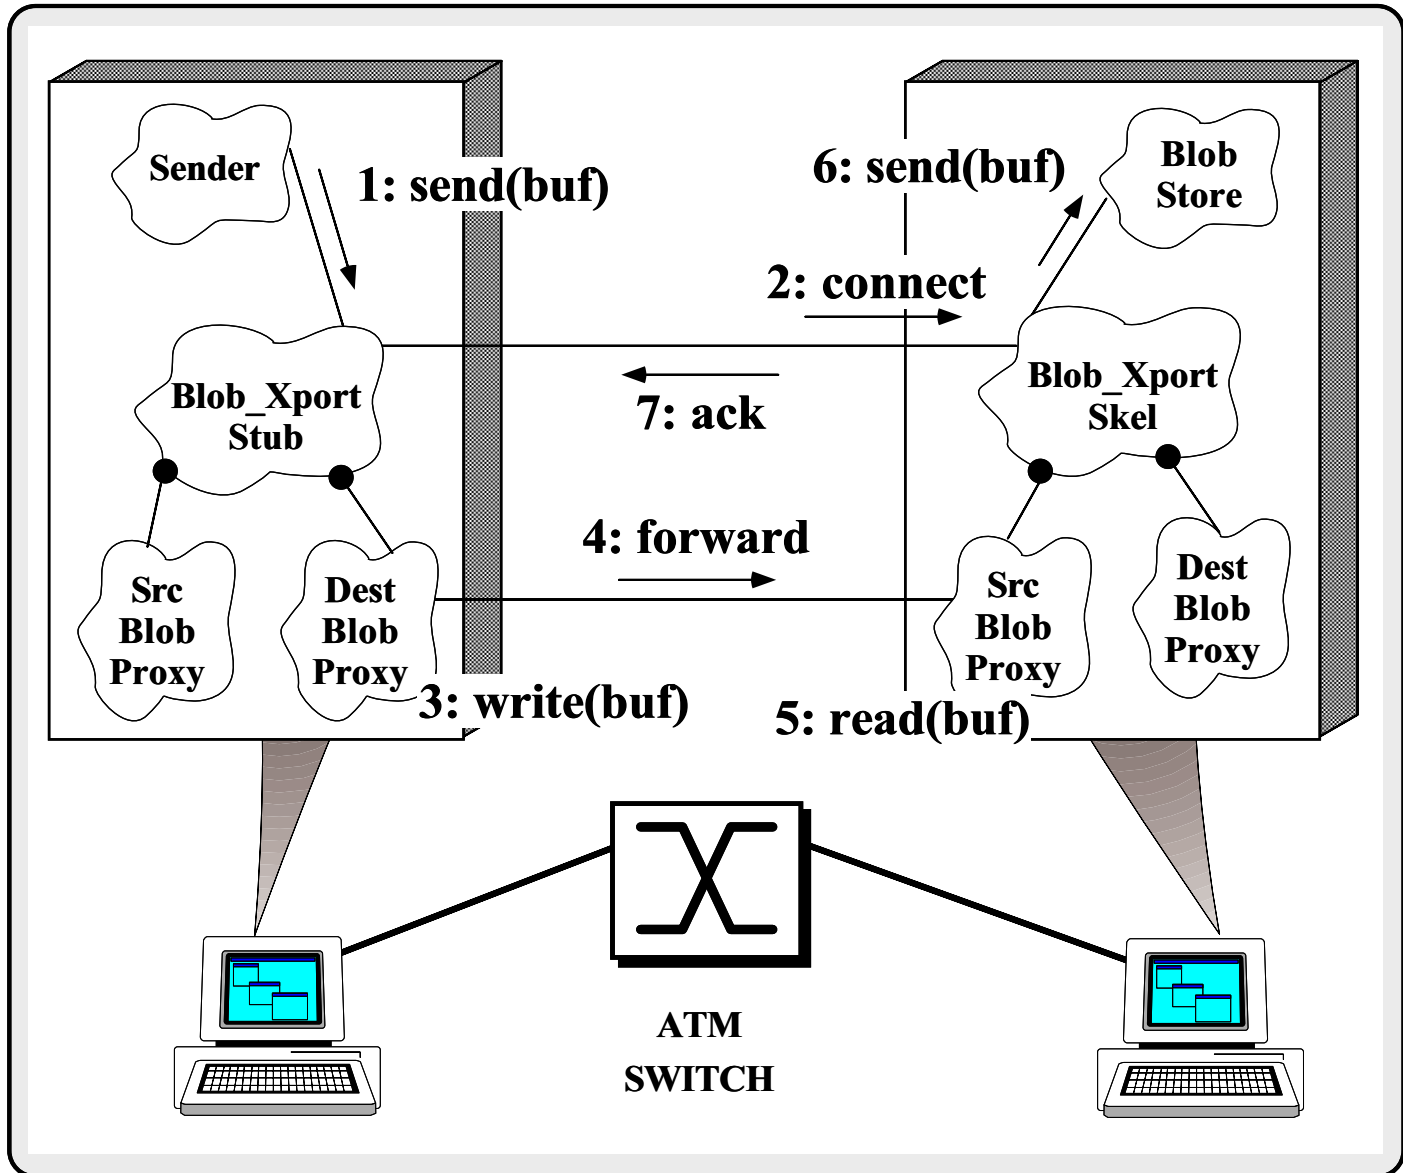 Sender
1: send(buf)
6: send(buf)
Blob
Store
2: connect
Blob_Xport
Stub
7: ack
Blob_Xport
Skel
4: forward
Src
Blob
Proxy
Dest
Blob
Proxy
3: write(buf)
Src
Blob
Proxy
5: read(buf)
Dest
Blob
Proxy
ATM
SWITCH